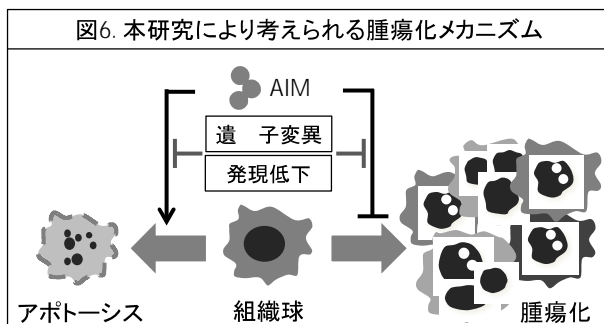 図6. 本研究により考えられる腫瘍化メカニズム
AIM
遺 子変異
発現低下
アポトーシス
組織球
腫瘍化